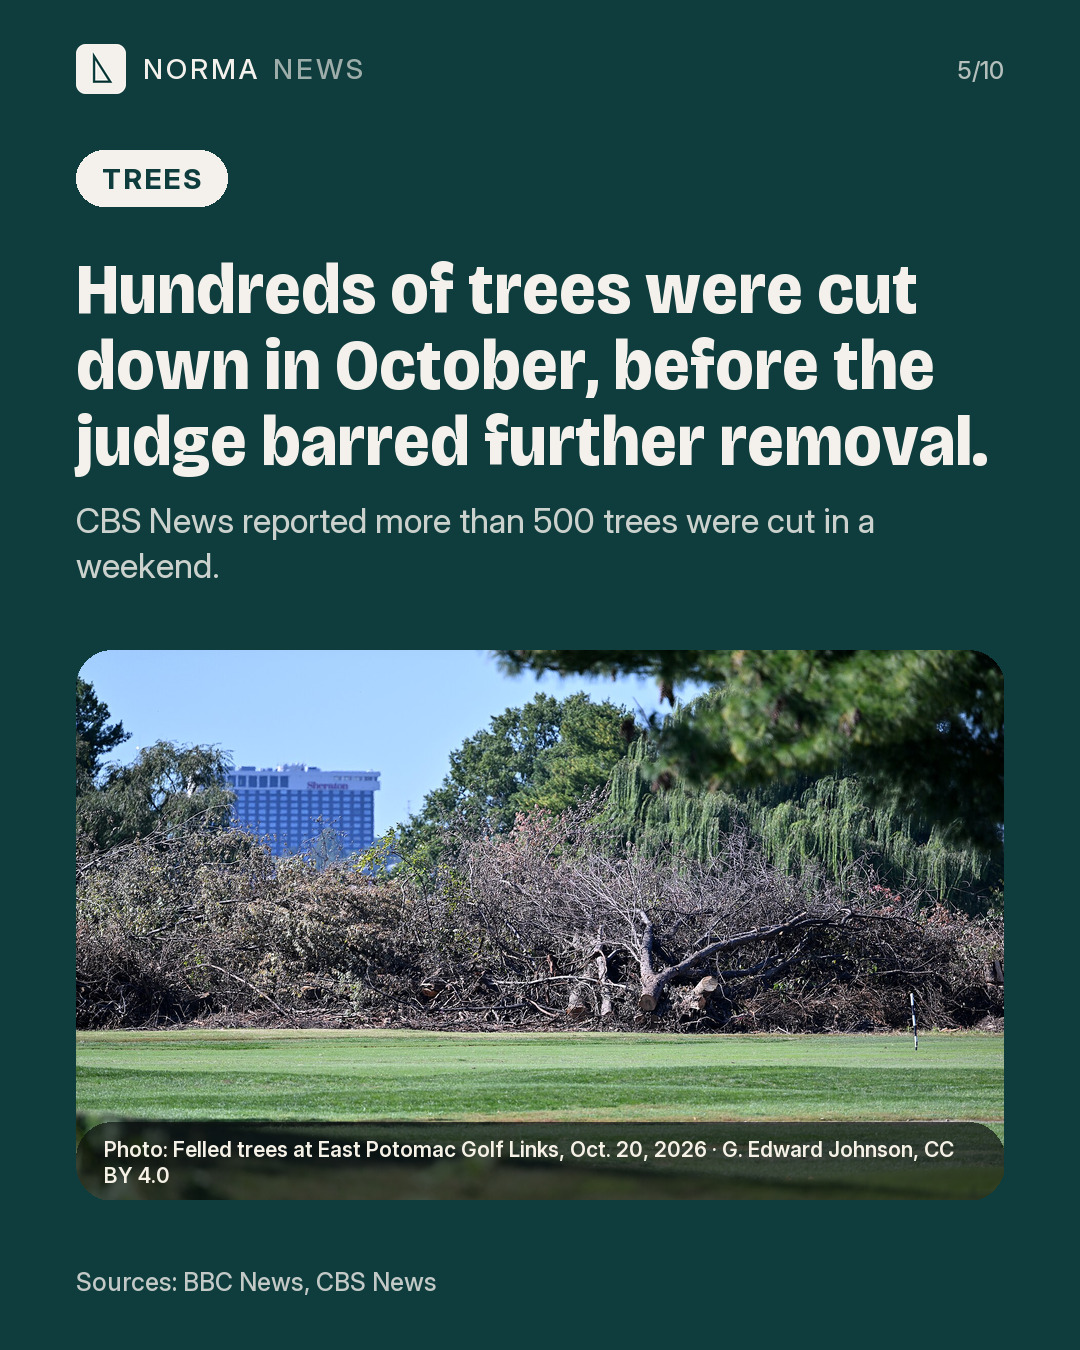 NORMA NEWS
5/10
TREES
Hundreds of trees were cut
down in October, before the
judge barred further removal.
CBS News reported more than 500 trees were cut in a
weekend.
Sheraton
Photo: Felled trees at East Potomac Golf Links, Oct. 20, 2026 · G. Edward Johnson, CC
BY 4.0
Sources: BBC News, CBS News